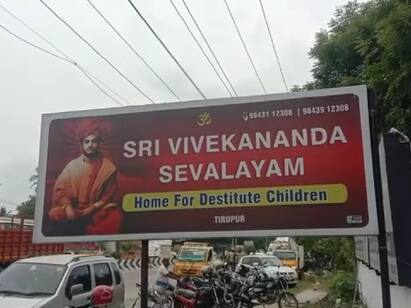 ॐ
98431 12308 | 98439 12308
SRI VIVEKANANDA
SEVALAYAM
Home For Destitute Children
TIRUPUR